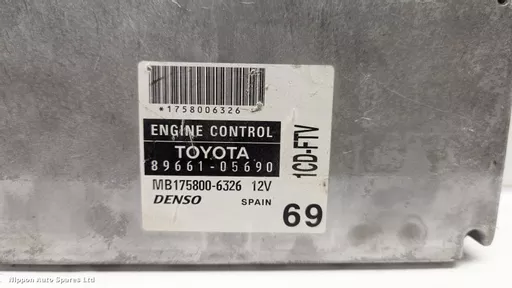 *1758006326*
ENGINE CONTROL
TOYOTA
89661-05690
MB175800-6326 12V
DENSO SPAIN
1CD-FTV
69
Nippon Auto Spares Ltd